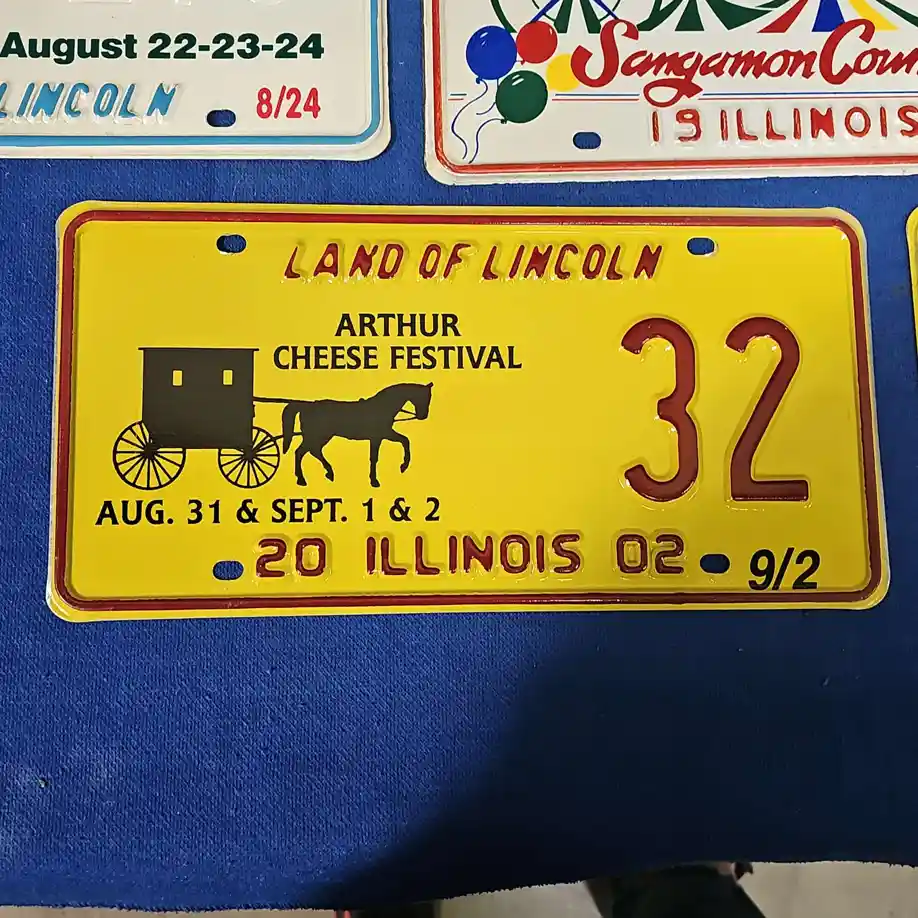 August 22-23-24
LINCOLN 8/24
Sangamon Coun
19 ILLINOIS
LAND OF LINCOLN
ARTHUR
CHEESE FESTIVAL
32
AUG. 31 & SEPT. 1 & 2
20 ILLINOIS 02
9/2